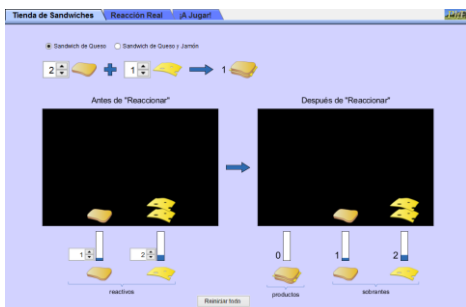 Tienda de Sandwiches Reacción Real ¡A Jugar!
Sandwich de Queso Sandwich de Queso y Jamón
2 1 1
Antes de "Reaccionar" Después de "Reaccionar"
1 2 0 1 2
reactivos productos sobrantes
Reiniciar todo